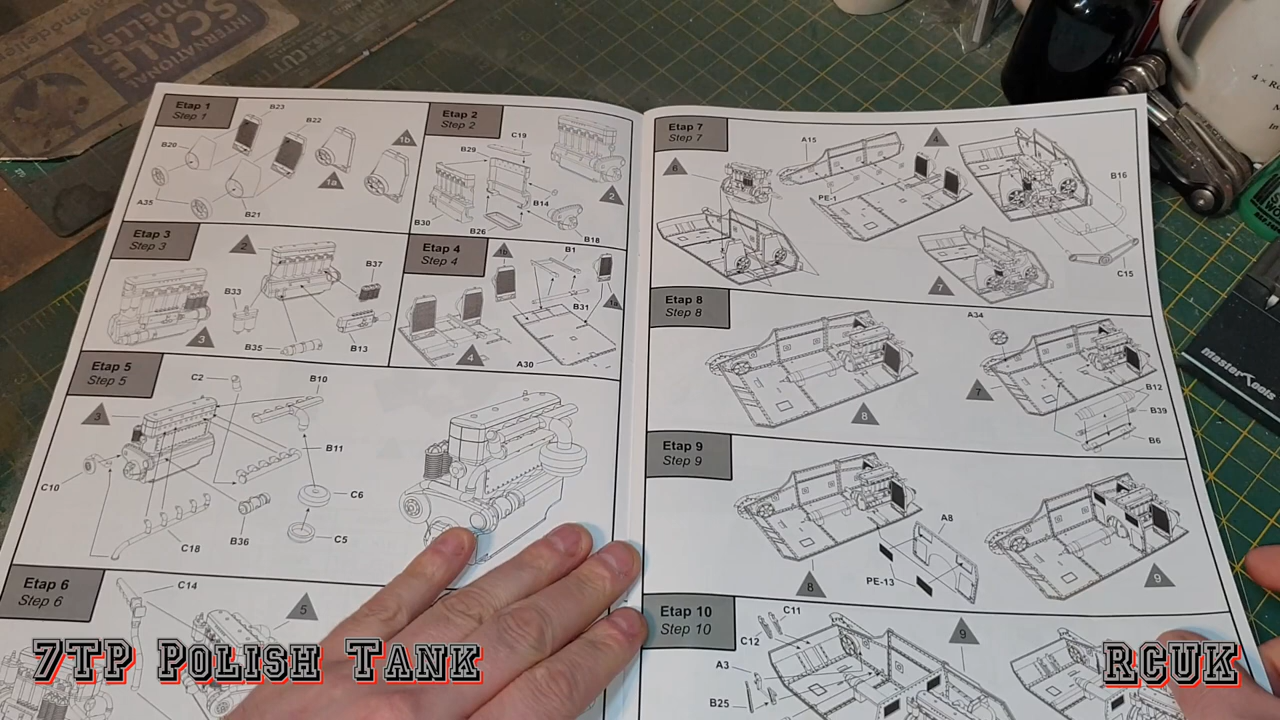 INTERNATIONAL
SCALE
MODELLER
Etap 1
Step 1
B23
B22
B20
1b
1a
A35
B21
Etap 2
Step 2
C19
B29
B14
2
B30
B26
B18
Etap 3
Step 3
2
B37
B33
B35
B13
3
Etap 4
Step 4
1b
B1
B31
1a
4
A30
Etap 5
Step 5
C2
B10
3
B11
C10
C6
C18
B36
C5
Etap 6
Step 6
C14
5
Etap 7
Step 7
A15
4
6
PE-1
B16
C15
7
Etap 8
Step 8
A34
7
8
B12
B39
B6
Etap 9
Step 9
A8
PE-13
8
9
Etap 10
Step 10
C11
C12
9
A3
B25
MasterTools
7TP Polish Tank
RCUK